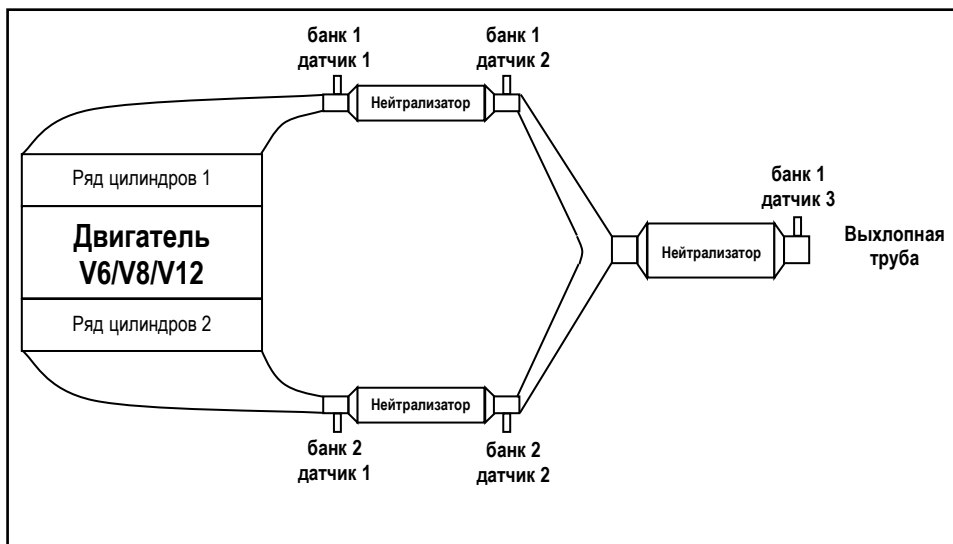 банк 1
датчик 1
банк 1
датчик 2
Нейтрализатор
Ряд цилиндров 1
Двигатель
V6/V8/V12
Ряд цилиндров 2
банк 1
датчик 3
Нейтрализатор
Выхлопная
труба
Нейтрализатор
банк 2
датчик 1
банк 2
датчик 2